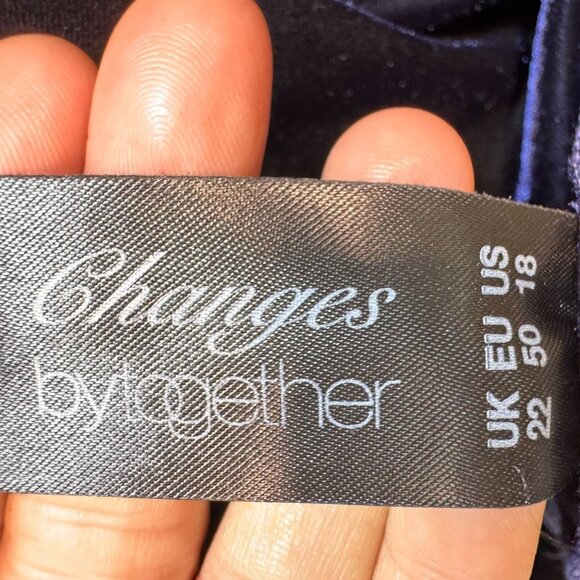 Changes
bytogether
UK EU US
22 50 18